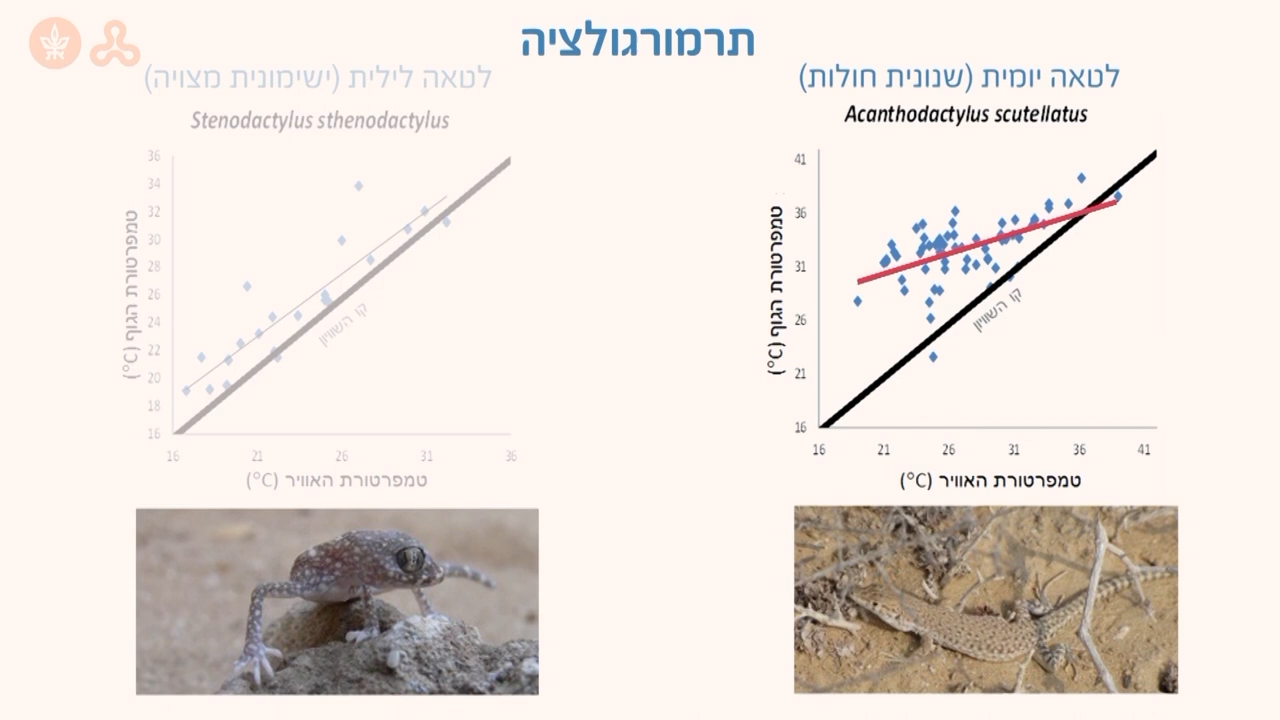 תרמורגולציה
לטאה יומית (שנונית חולות)
Acanthodactylus scutellatus
41
36
31
26
21
16
16 21 26 31 36 41
טמפרטורת הגוף (°C)
קו השוויון
טמפרטורת האוויר (°C)
לטאה לילית (ישימונית מצויה)
Stenodactylus sthenodactylus
36
34
32
30
28
26
24
22
20
18
16
16 21 26 31 36
טמפרטורת הגוף (°C)
קו השוויון
טמפרטורת האוויר (°C)